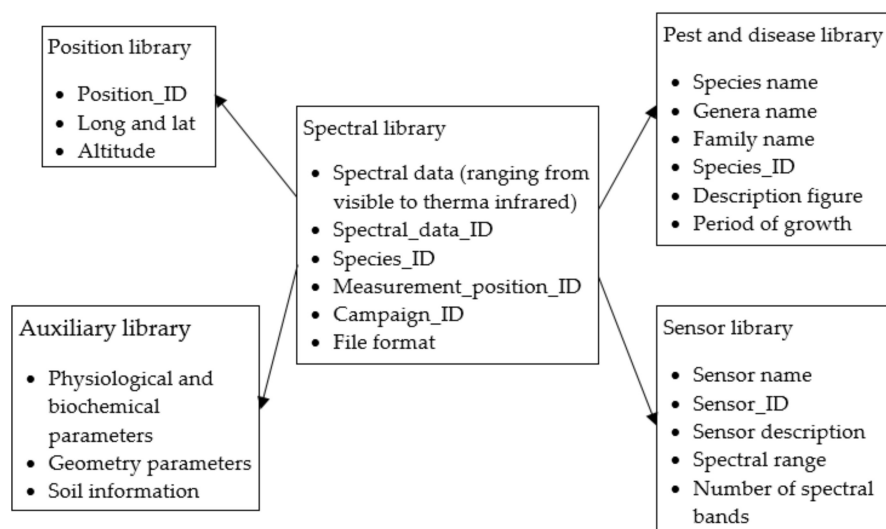 Position library
• Position_ID
• Long and lat
• Altitude
Spectral library
• Spectral data (ranging from
visible to therma infrared)
• Spectral_data_ID
• Species_ID
• Measurement_position_ID
• Campaign_ID
• File format
Pest and disease library
• Species name
• Genera name
• Family name
• Species_ID
• Description figure
• Period of growth
Auxiliary library
• Physiological and
biochemical
parameters
• Geometry parameters
• Soil information
Sensor library
• Sensor name
• Sensor_ID
• Sensor description
• Spectral range
• Number of spectral
bands